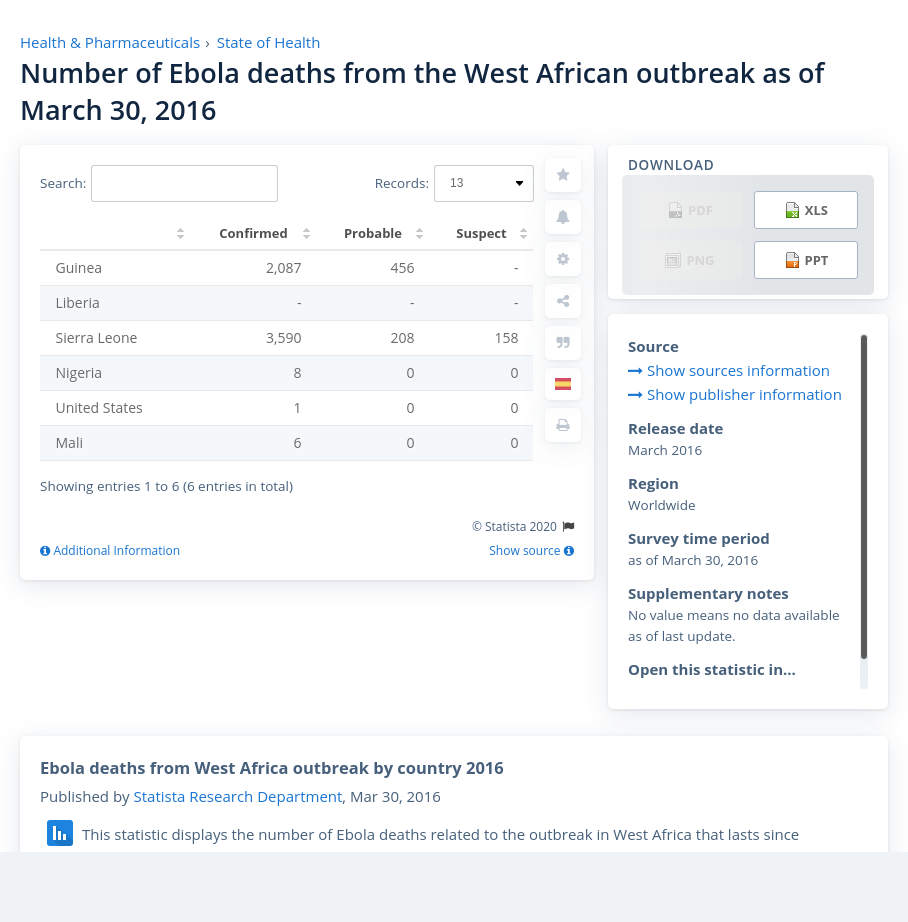 Health & Pharmaceuticals › State of Health
Number of Ebola deaths from the West African outbreak as of
March 30, 2016
Search:
Records: 13
Confirmed Probable Suspect
Guinea 2,087 456 -
Liberia - - -
Sierra Leone 3,590 208 158
Nigeria 8 0 0
United States 1 0 0
Mali 6 0 0
Showing entries 1 to 6 (6 entries in total)
© Statista 2020
Additional Information Show source
DOWNLOAD
PDF XLS
PNG PPT
Source
Show sources information
Show publisher information
Release date
March 2016
Region
Worldwide
Survey time period
as of March 30, 2016
Supplementary notes
No value means no data available
as of last update.
Open this statistic in...
Ebola deaths from West Africa outbreak by country 2016
Published by Statista Research Department, Mar 30, 2016
This statistic displays the number of Ebola deaths related to the outbreak in West Africa that lasts since